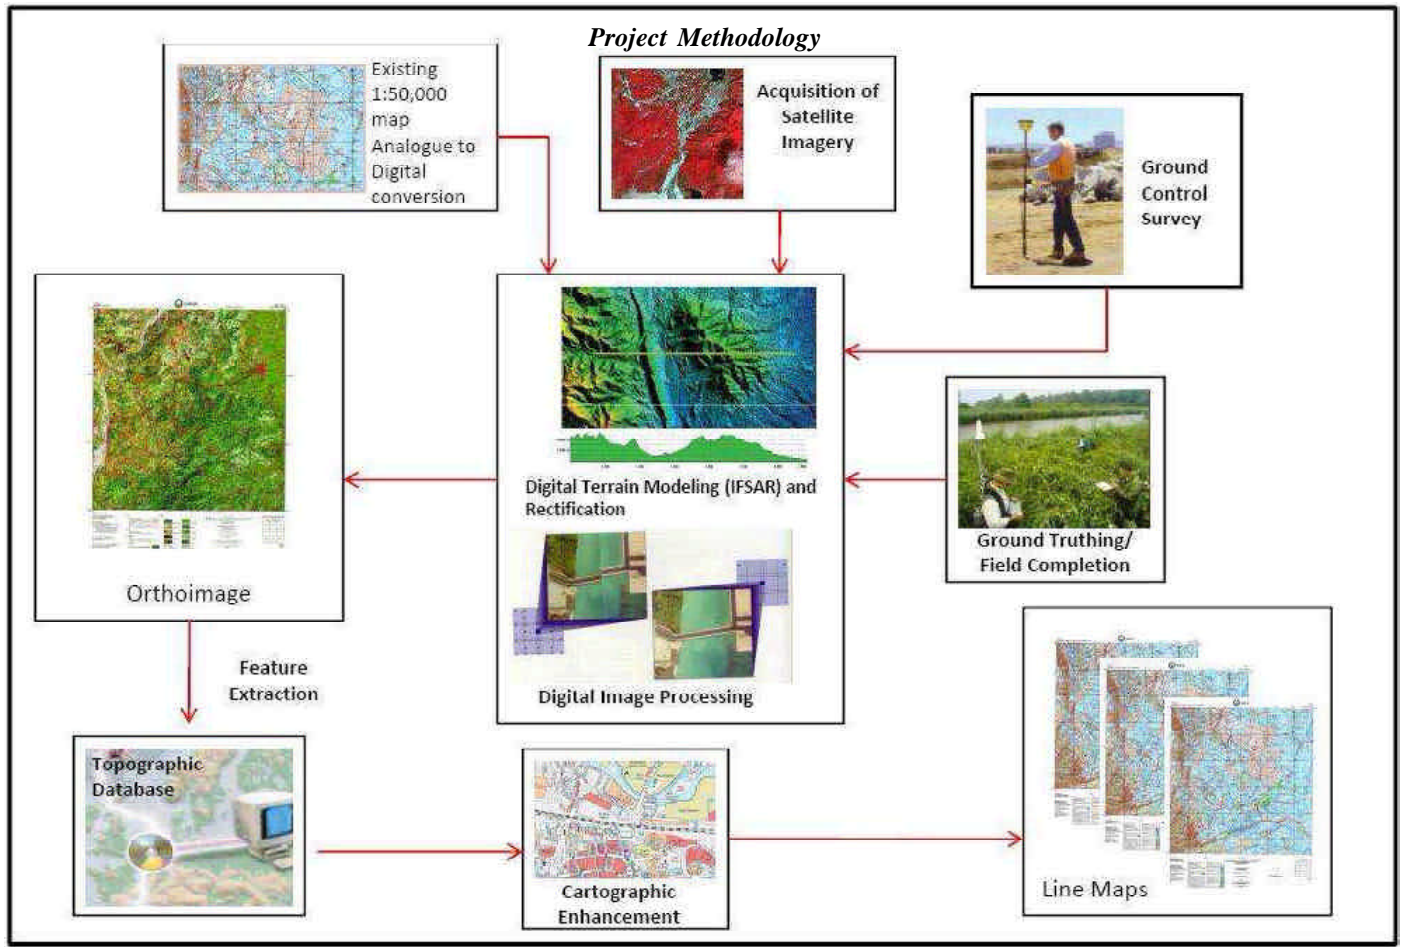 Project Methodology
Existing
1:50,000
map
Analogue to
Digital
conversion
Acquisition of
Satellite
Imagery
Ground
Control
Survey
Digital Terrain Modeling (IFSAR) and
Rectification
Digital Image Processing
Ground Truthing/
Field Completion
Orthoimage
Feature
Extraction
Topographic
Database
Cartographic
Enhancement
Line Maps